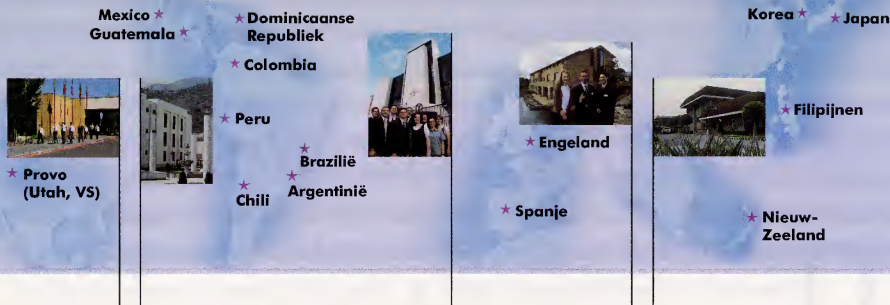 Mexico
Guatemala
Dominicaanse
Republiek
Colombia
Peru
Brazilië
Argentinië
Chili
Provo
(Utah, VS)
Engeland
Spanje
Korea
Japan
Filipijnen
Nieuw-
Zeeland